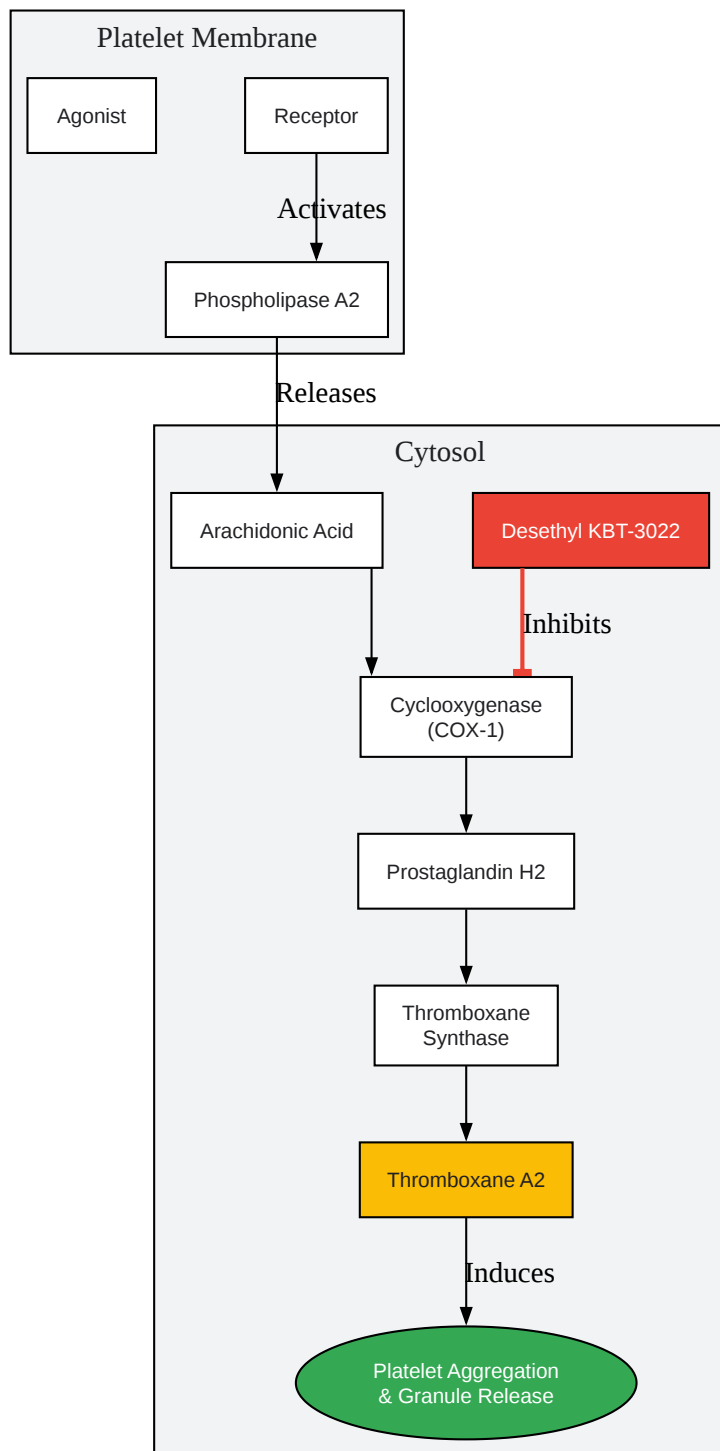 Platelet Membrane
Agonist
Receptor
Activates
Phospholipase A2
Releases
Cytosol
Arachidonic Acid
Desethyl KBT-3022
Inhibits
Cyclooxygenase
(COX-1)
Prostaglandin H2
Thromboxane
Synthase
Thromboxane A2
Induces
Platelet Aggregation
& Granule Release